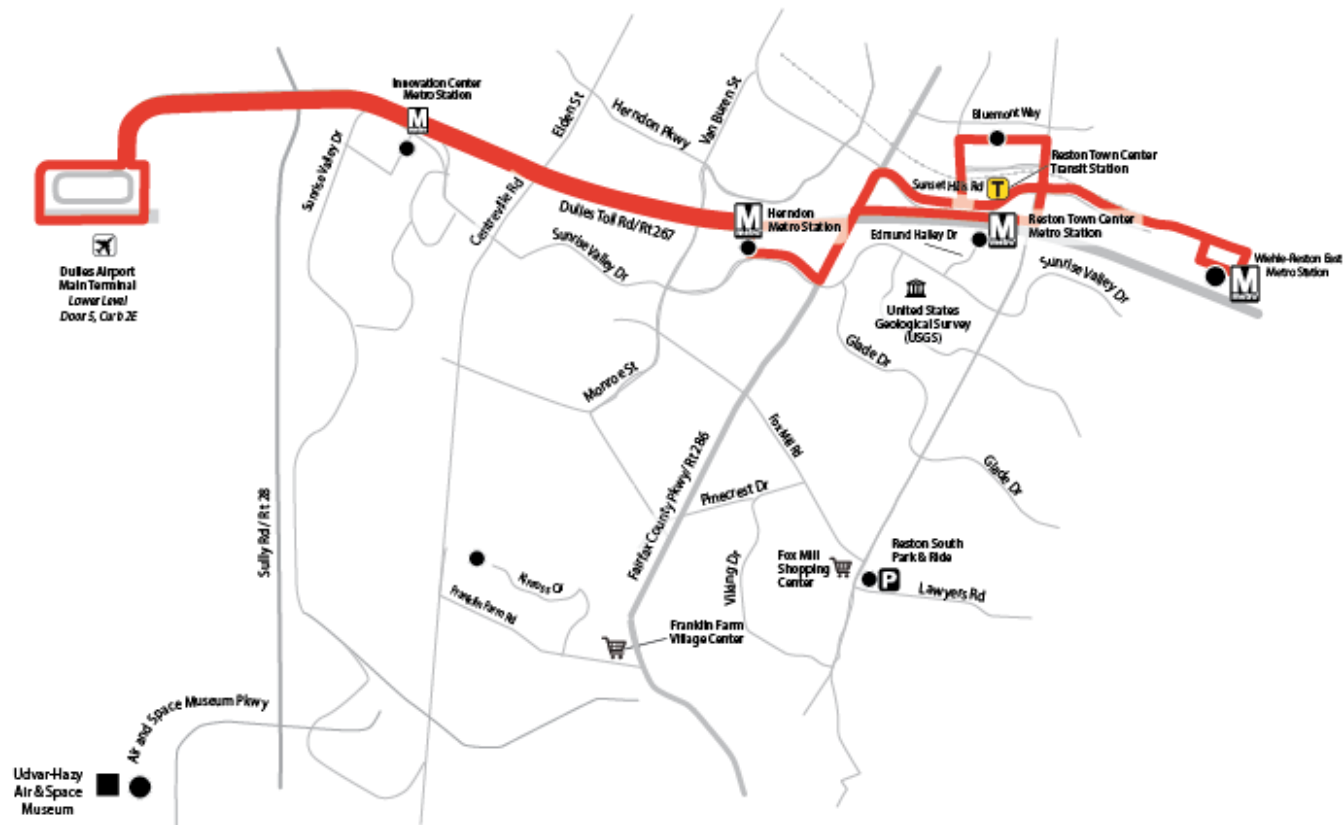 Innovation Center
Metro Station
Elden St
Herndon Pkwy
Van Buren St
Bluemont Way
Reston Town Center
Transit Station
Sunrise Valley Dr
Centreville Rd
Dulles Toll Rd/Rt 267
Sunset Hills Rd
T
M
M
Herndon
Metro Station
M
Reston Town Center
Metro Station
Edmund Halley Dr
Sunrise Valley Dr
Sunrise Valley Dr
Wiehle-Reston East
Metro Station
M
Dulles Airport
Main Terminal
Lower Level
Door 5, Curb 2E
United States
Geological Survey
(USGS)
Glade Dr
Monroe St
Fox Mill Rd
Glade Dr
Sully Rd/ Rt 28
Fairfax County Pkwy/ Rt 286
Pinecrest Dr
Viking Dr
Fox Mill
Shopping
Center
Reston South
Park & Ride
P
Lawyers Rd
Franklin Farm Rd
Franklin Farm
Village Center
Air and Space Museum Pkwy
Udvar-Hazy
Air & Space
Museum